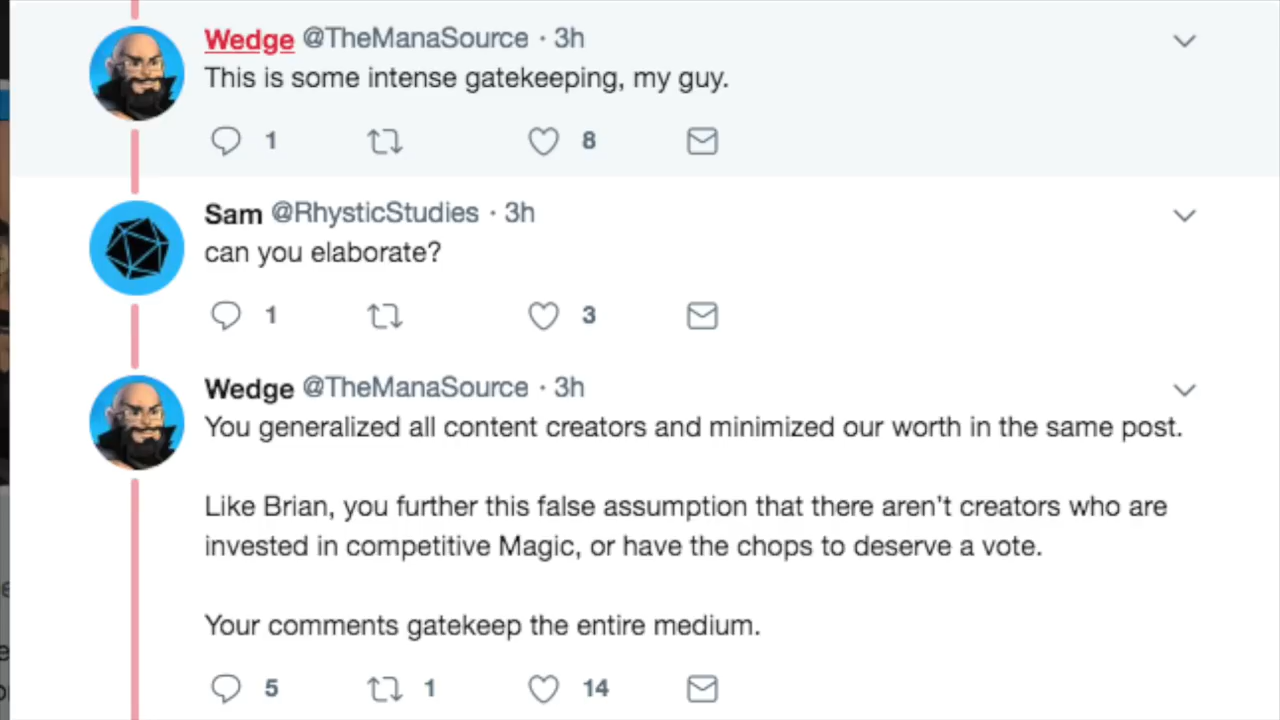 Wedge @TheManaSource · 3h
This is some intense gatekeeping, my guy.
1 8
Sam @RhysticStudies · 3h
can you elaborate?
1 3
Wedge @TheManaSource · 3h
You generalized all content creators and minimized our worth in the same post.
Like Brian, you further this false assumption that there aren't creators who are
invested in competitive Magic, or have the chops to deserve a vote.
Your comments gatekeep the entire medium.
5 1 14